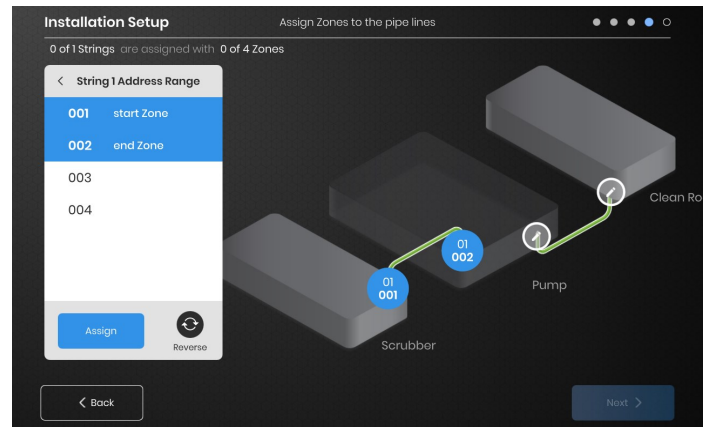 Installation Setup
Assign Zones to the pipe lines
0 of 1 Strings are assigned with 0 of 4 Zones
String 1 Address Range
001 start Zone
002 end Zone
003
004
Assign
Reverse
Clean Ro
01
002
Pump
01
001
Scrubber
Back
Next